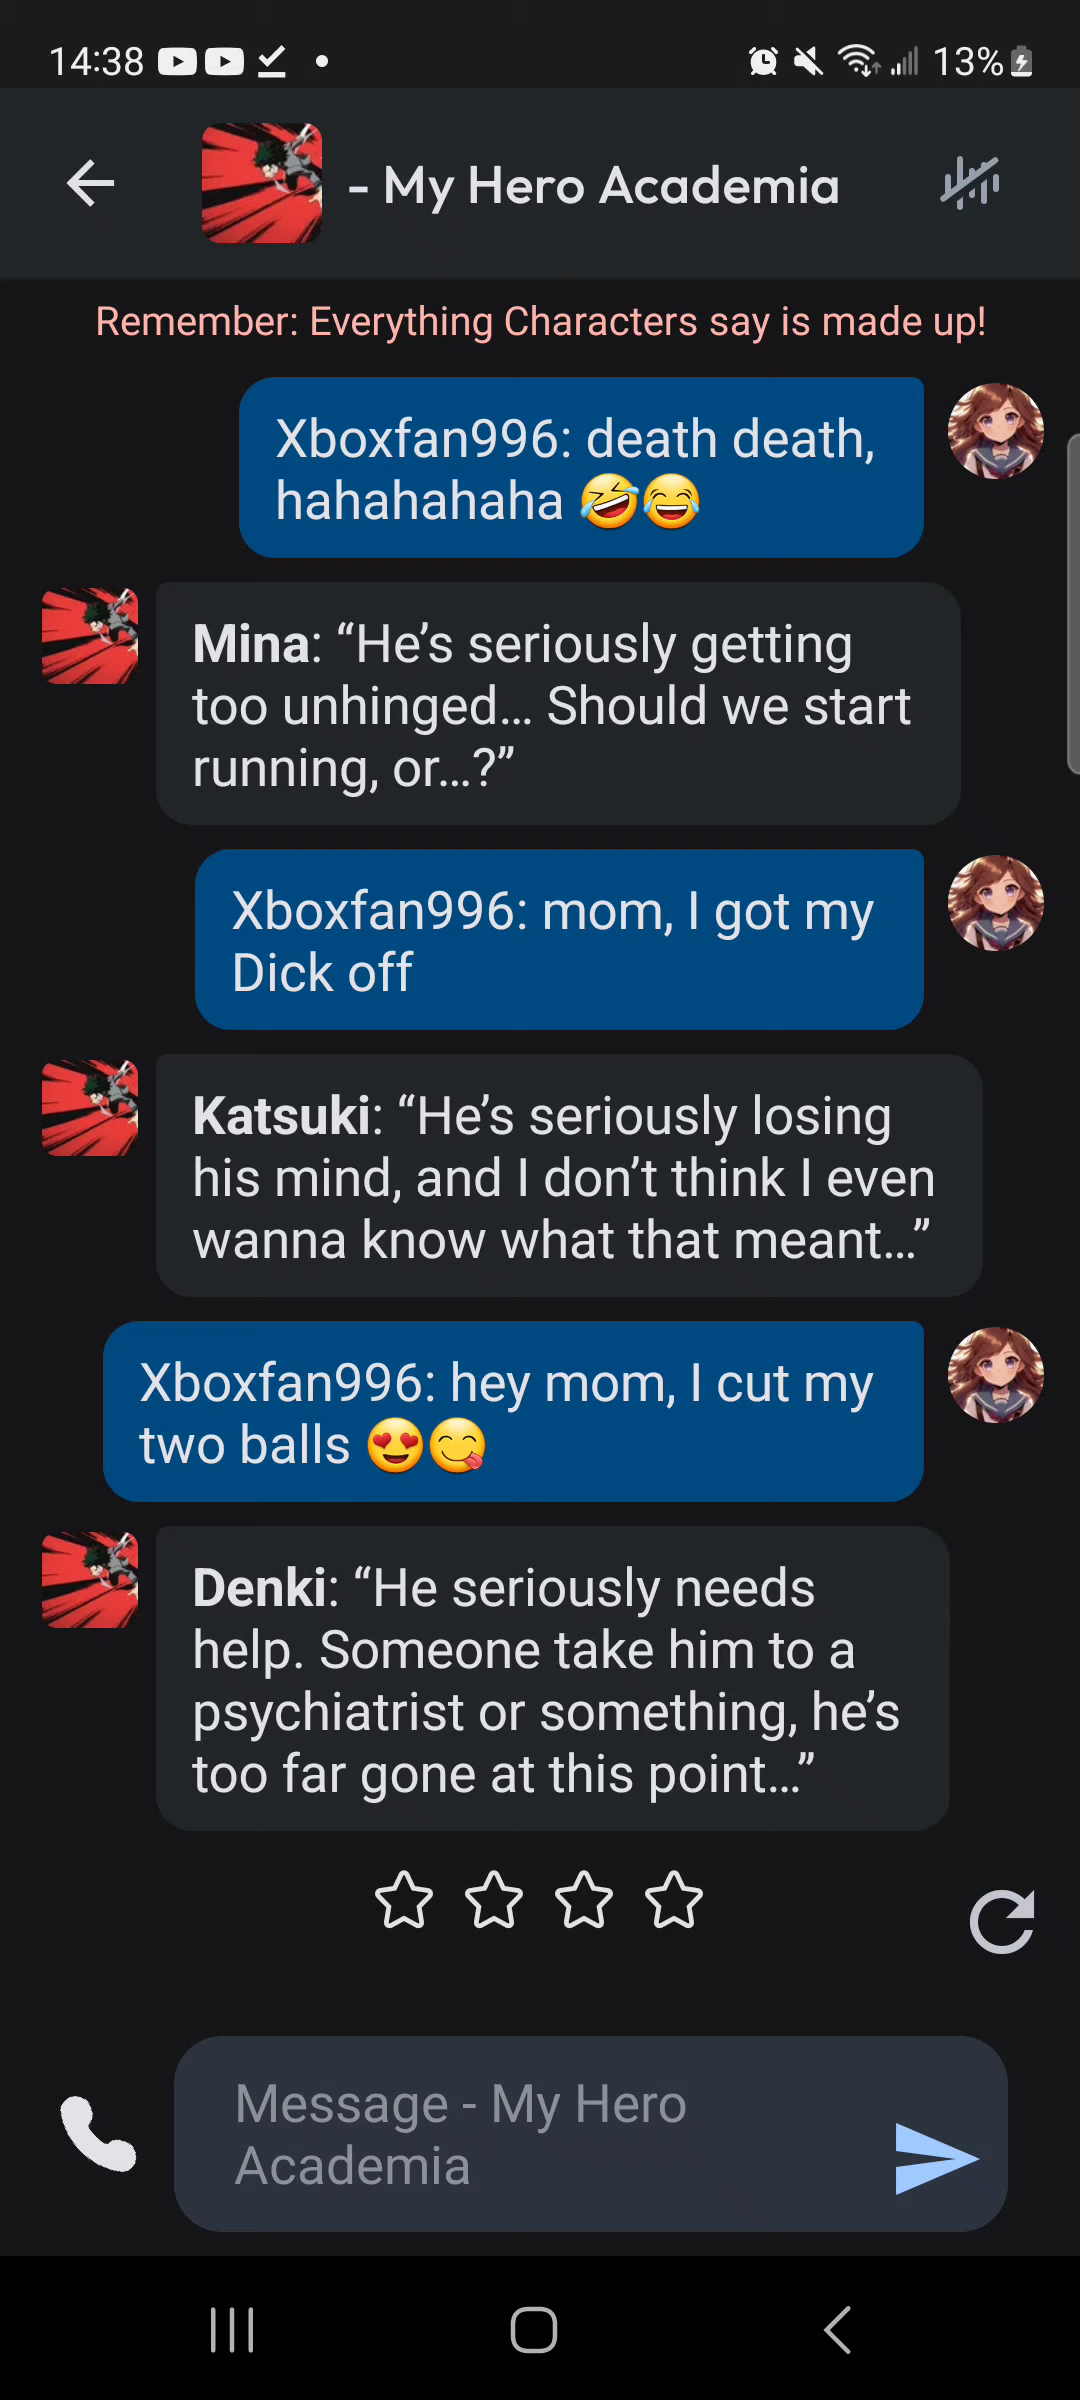 14:38
13%
- My Hero Academia
Remember: Everything Characters say is made up!
Xboxfan996: death death,
hahahahaha 🤣😂
Mina: “He’s seriously getting
too unhinged... Should we start
running, or...?”
Xboxfan996: mom, I got my
Dick off
Katsuki: “He’s seriously losing
his mind, and I don’t think I even
wanna know what that meant...”
Xboxfan996: hey mom, I cut my
two balls 😍😋
Denki: “He seriously needs
help. Someone take him to a
psychiatrist or something, he’s
too far gone at this point...”
Message - My Hero
Academia